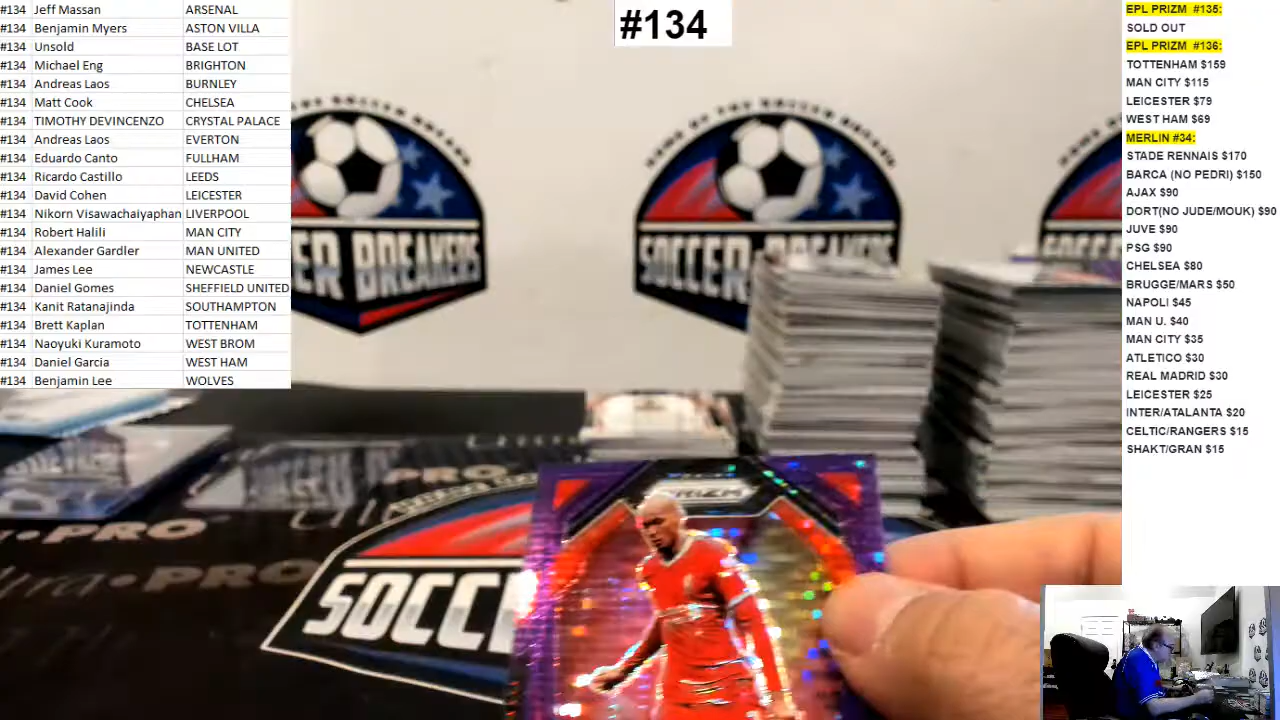 #134 Jeff Massan ARSENAL
#134 Benjamin Myers ASTON VILLA
#134 Unsold BASE LOT
#134 Michael Eng BRIGHTON
#134 Andreas Laos BURNLEY
#134 Matt Cook CHELSEA
#134 TIMOTHY DEVINCENZO CRYSTAL PALACE
#134 Andreas Laos EVERTON
#134 Eduardo Canto FULLHAM
#134 Ricardo Castillo LEEDS
#134 David Cohen LEICESTER
#134 Nikorn Visawachaiyaphan LIVERPOOL
#134 Robert Halili MAN CITY
#134 Alexander Gardler MAN UNITED
#134 James Lee NEWCASTLE
#134 Daniel Gomes SHEFFIELD UNITED
#134 Kanit Ratanajinda SOUTHAMPTON
#134 Brett Kaplan TOTTENHAM
#134 Naoyuki Kuramoto WEST BROM
#134 Daniel Garcia WEST HAM
#134 Benjamin Lee WOLVES
#134
EPL PRIZM #135:
SOLD OUT
EPL PRIZM #136:
TOTTENHAM $159
MAN CITY $115
LEICESTER $79
WEST HAM $69
MERLIN #34:
STADE RENNAIS $170
BARCA (NO PEDRI) $150
AJAX $90
DORT(NO JUDE/MOUK) $90
JUVE $90
PSG $90
CHELSEA $80
BRUGGE/MARS $50
NAPOLI $45
MAN U. $40
MAN CITY $35
ATLETICO $30
REAL MADRID $30
LEICESTER $25
INTER/ATALANTA $20
CELTIC/RANGERS $15
SHAKT/GRAN $15
SOCCER BREAKERS
PRIZM
SOCC
PRO
ultra PRO